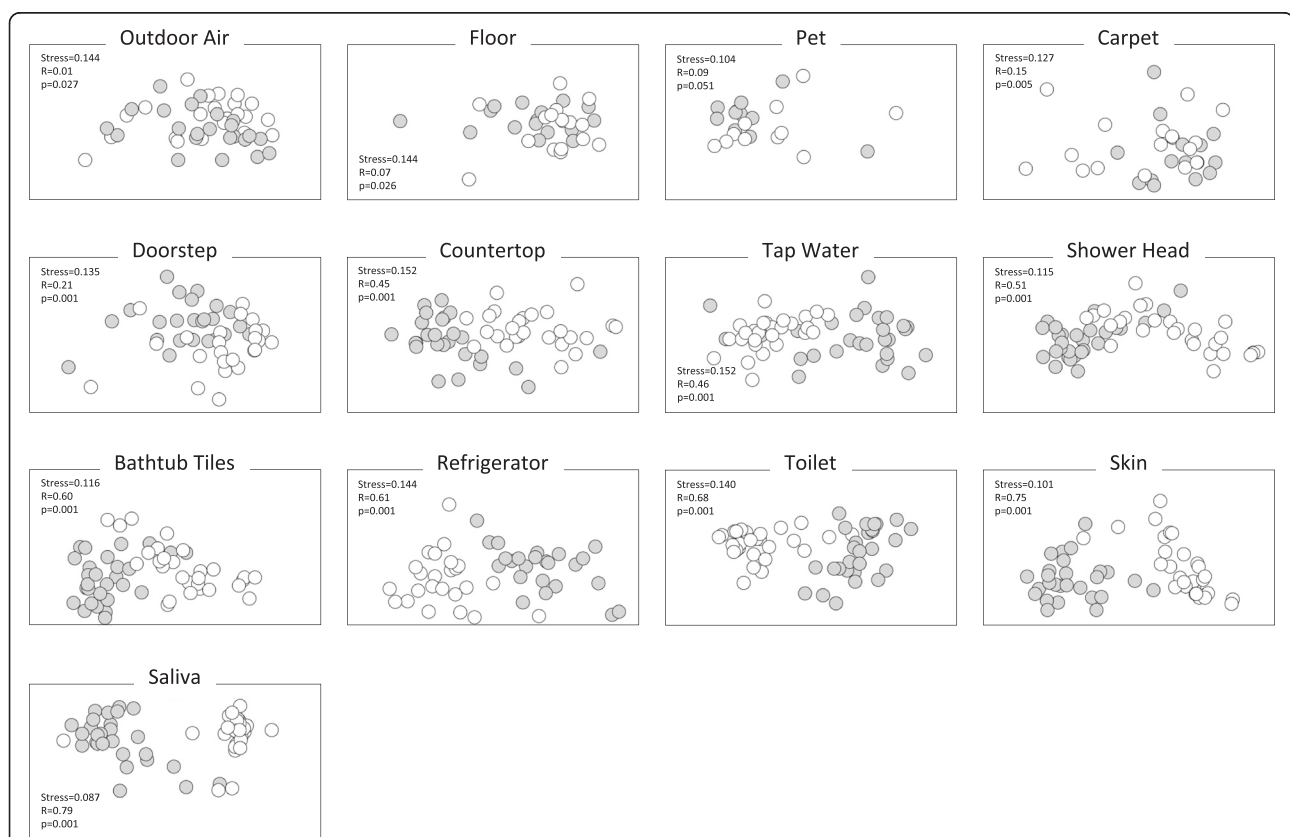 Outdoor Air
Stress=0.144
R=0.01
p=0.027
Floor
Stress=0.144
R=0.07
p=0.026
Pet
Stress=0.104
R=0.09
p=0.051
Carpet
Stress=0.127
R=0.15
p=0.005
Doorstep
Stress=0.135
R=0.21
p=0.001
Countertop
Stress=0.152
R=0.45
p=0.001
Tap Water
Stress=0.152
R=0.46
p=0.001
Shower Head
Stress=0.115
R=0.51
p=0.001
Bathtub Tiles
Stress=0.116
R=0.60
p=0.001
Refrigerator
Stress=0.144
R=0.61
p=0.001
Toilet
Stress=0.140
R=0.68
p=0.001
Skin
Stress=0.101
R=0.75
p=0.001
Saliva
Stress=0.087
R=0.79
p=0.001